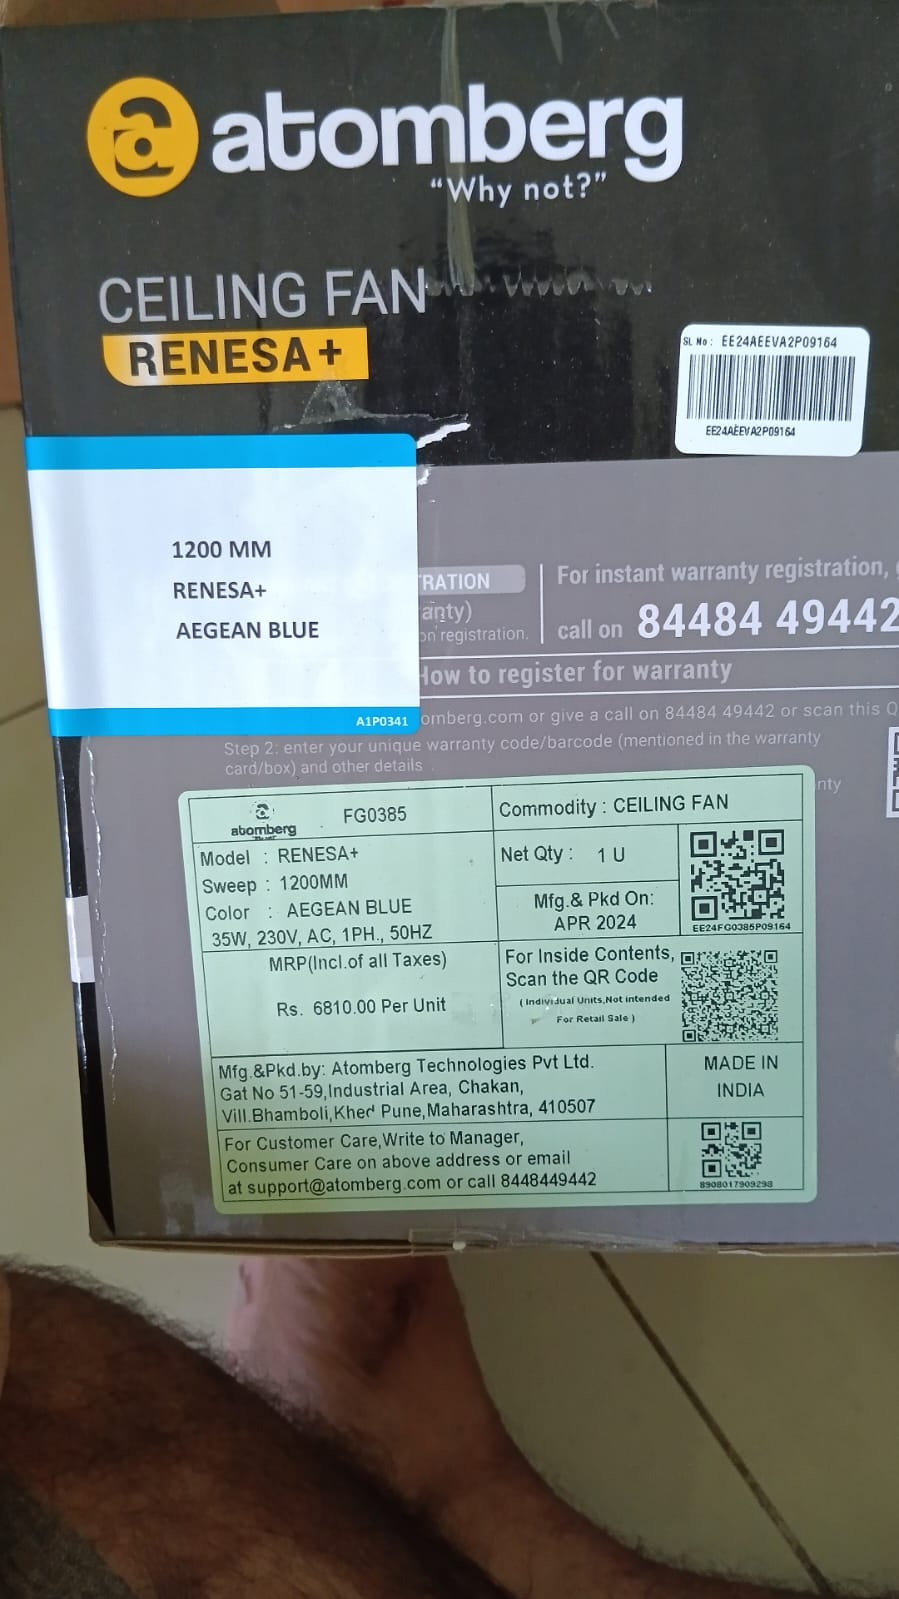 atomberg
"Why not?"
CEILING FAN
RENESA+
SL No: EE24AEEVA2P09164
EE24AEEVA2P09164
1200 MM
RENESA+
AEGEAN BLUE
A1P0341
For instant warranty registration,
call on 84484 49442
registration.
How to register for warranty
or give a call on 84484 49442 or scan this
Step 2: enter your unique warranty code/barcode (mentioned in the warranty
card/box) and other details
atomberg
FG0385
Model : RENESA+
Sweep : 1200MM
Color : AEGEAN BLUE
35W, 230V, AC, 1PH., 50HZ
Commodity : CEILING FAN
Net Qty : 1 U
Mfg.& Pkd On:
APR 2024
EE24FG0385P09164
MRP(Incl.of all Taxes)
Rs. 6810.00 Per Unit
For Inside Contents,
Scan the QR Code
( Individual Units,Not intended
For Retail Sale )
Mfg.&Pkd.by: Atomberg Technologies Pvt Ltd.
Gat No 51-59,Industrial Area, Chakan,
Vill.Bhamboli,Khed Pune,Maharashtra, 410507
MADE IN
INDIA
For Customer Care,Write to Manager,
Consumer Care on above address or email
at support@atomberg.com or call 8448449442
8908017909298